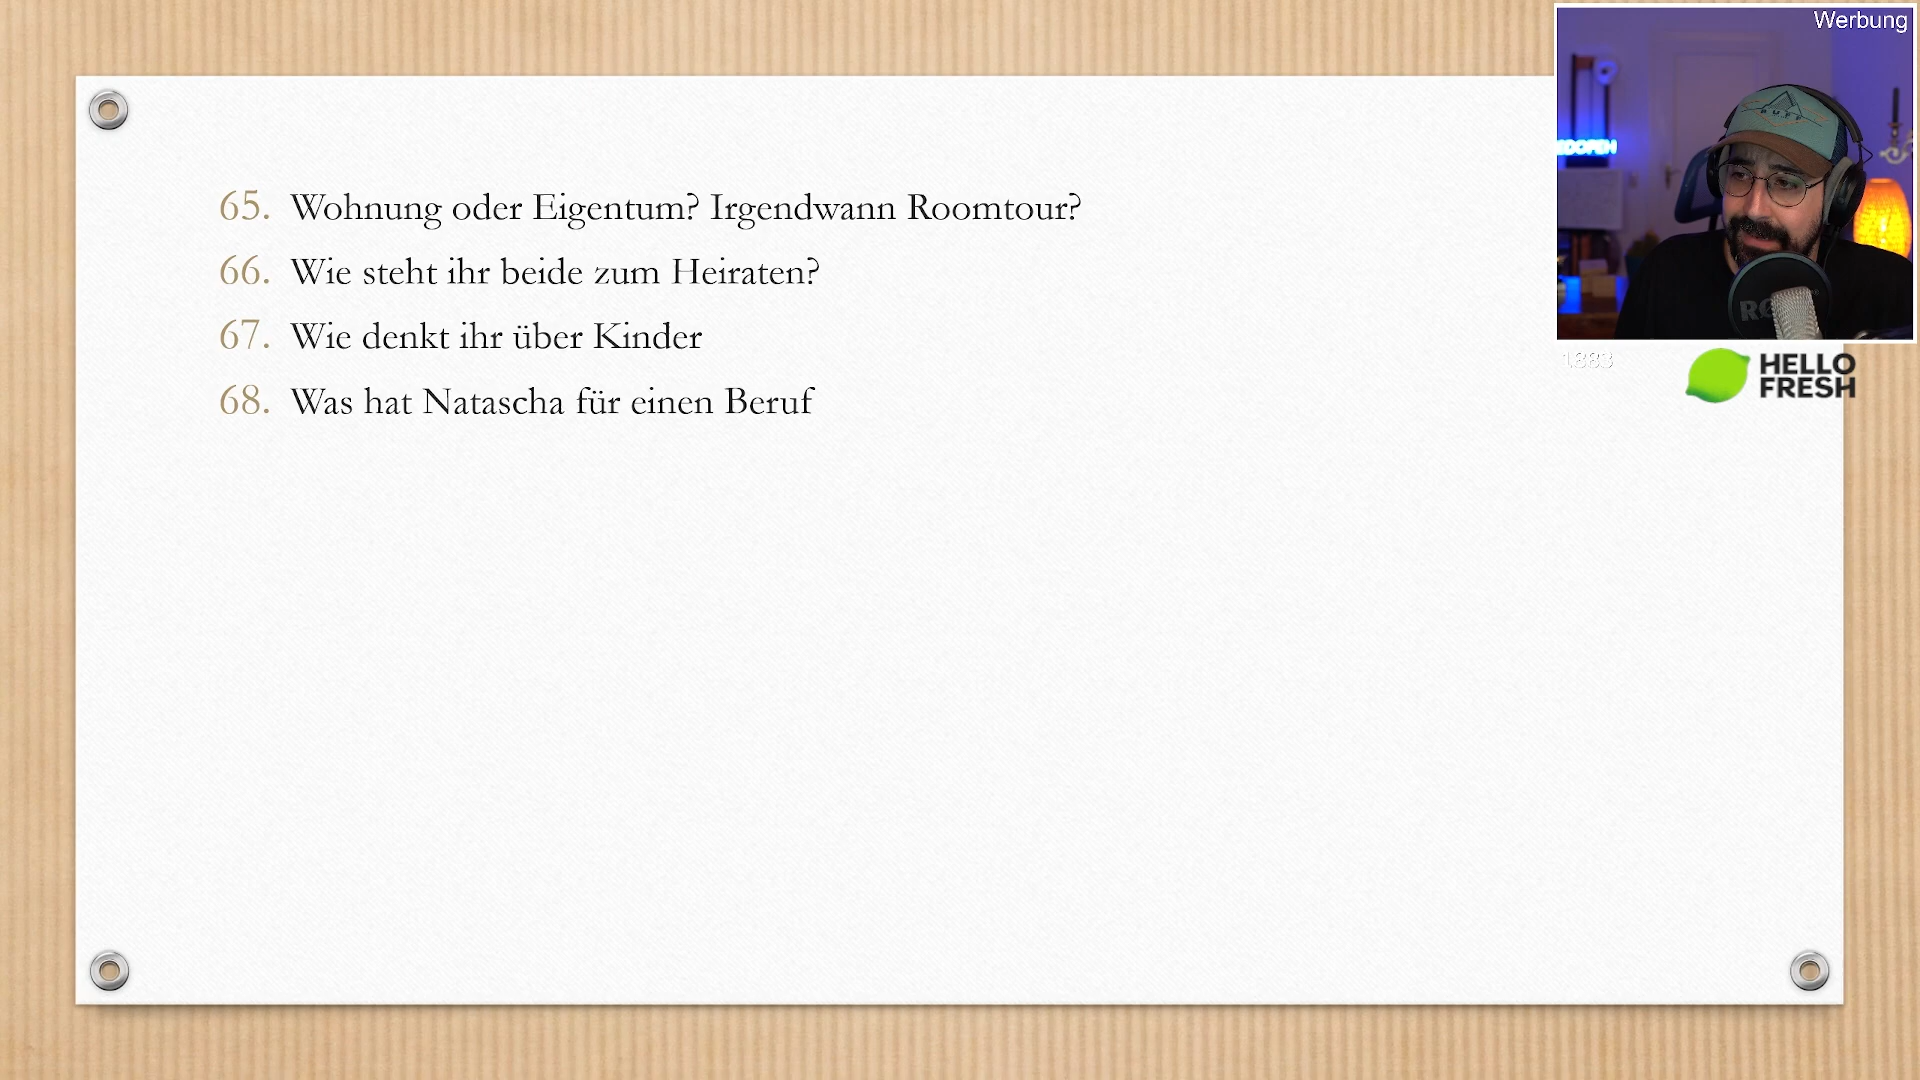 Werbung
65. Wohnung oder Eigentum? Irgendwann Roomtour?
66. Wie steht ihr beide zum Heiraten?
67. Wie denkt ihr über Kinder
68. Was hat Natascha für einen Beruf
1883
HELLO
FRESH